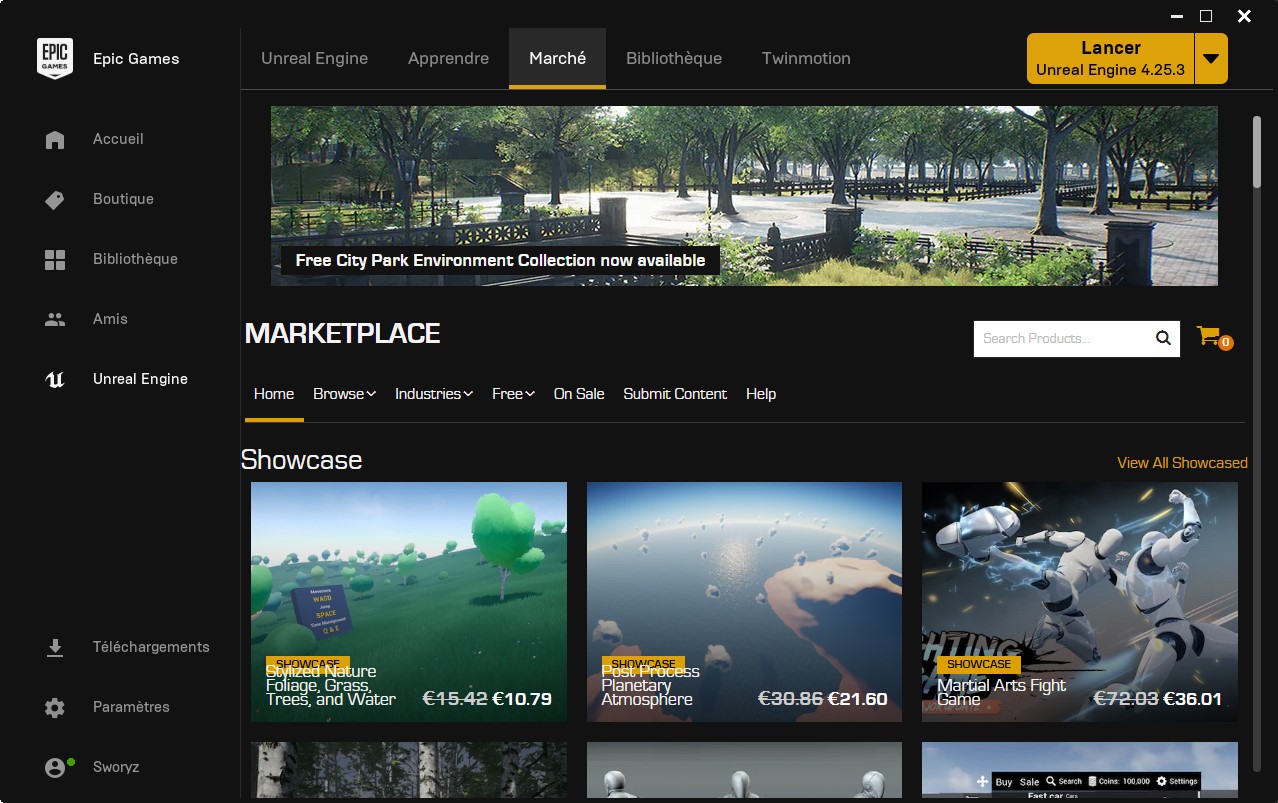 EPIC
GAMES
Epic Games
Unreal Engine
Apprendre
Marché
Bibliothèque
Twinmotion
Lancer
Unreal Engine 4.25.3
Accueil
Boutique
Bibliothèque
Amis
Unreal Engine
Téléchargements
Paramètres
Sworyz
Free City Park Environment Collection now available
MARKETPLACE
Search Products...
0
Home
Browse
Industries
Free
On Sale
Submit Content
Help
Showcase
View All Showcased
Movement
WASD
Jump
SPACE
Time Management
Q & E
SHOWCASE
Stylized Nature
Foliage, Grass,
Trees, and Water
€15.42 €10.79
SHOWCASE
Post Process
Planetary
Atmosphere
€30.86 €21.60
SHOWCASE
Martial Arts Fight
Game
€72.03 €36.01
Buy Sale Search Coins: 100,000 Settings
Fast car Cars